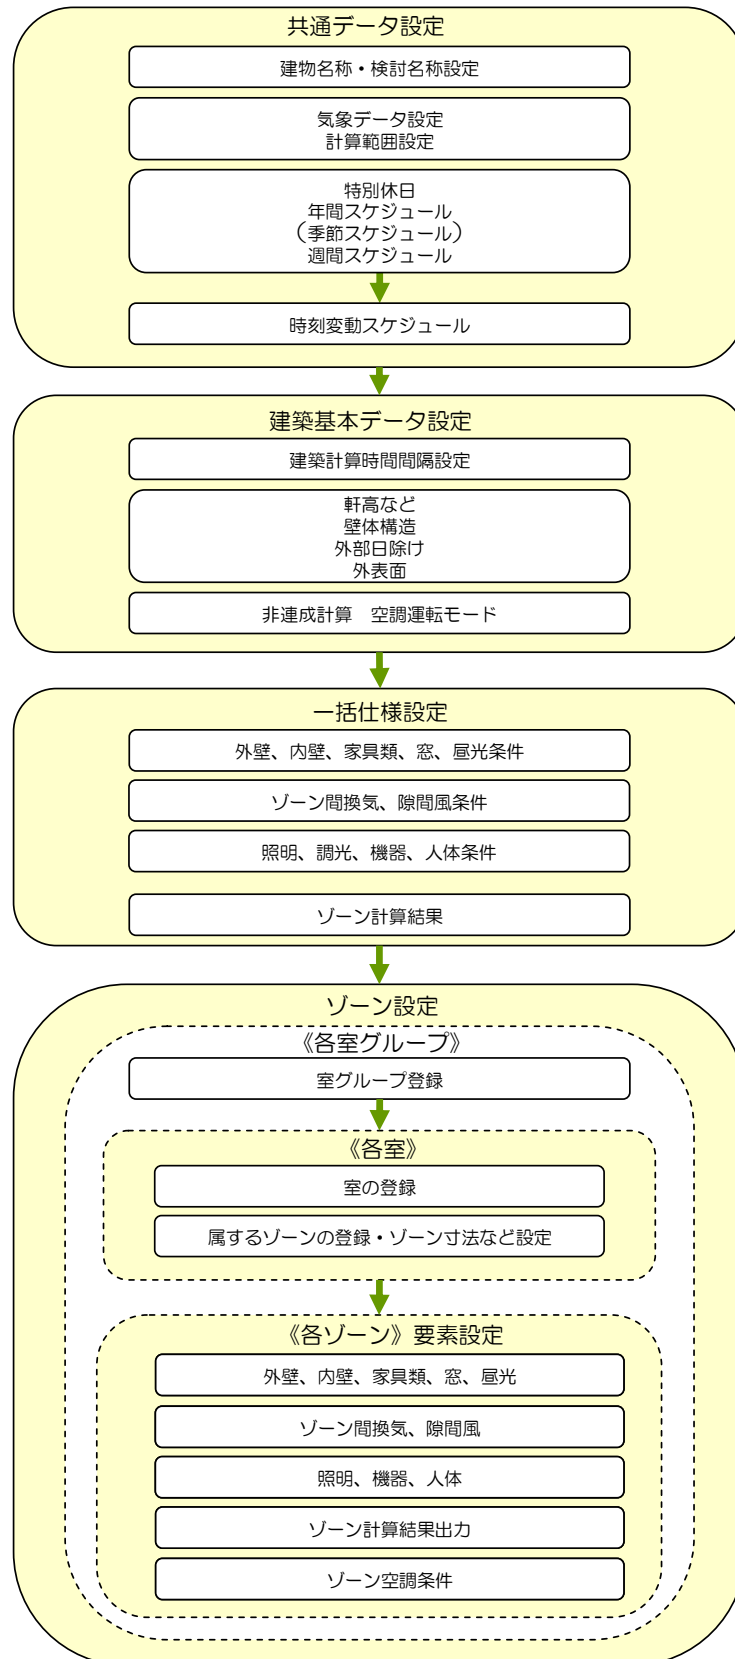 共通データ設定
建物名称・検討名称設定
気象データ設定
計算範囲設定
特別休日
年間スケジュール
（季節スケジュール）
週間スケジュール
時刻変動スケジュール
建築基本データ設定
建築計算時間間隔設定
軒高など
壁体構造
外部日除け
外表面
非連成計算　空調運転モード
一括仕様設定
外壁、内壁、家具類、窓、昼光条件
ゾーン間換気、隙間風条件
照明、調光、機器、人体条件
ゾーン計算結果
ゾーン設定
《各室グループ》
室グループ登録
《各室》
室の登録
属するゾーンの登録・ゾーン寸法など設定
《各ゾーン》要素設定
外壁、内壁、家具類、窓、昼光
ゾーン間換気、隙間風
照明、機器、人体
ゾーン計算結果出力
ゾーン空調条件